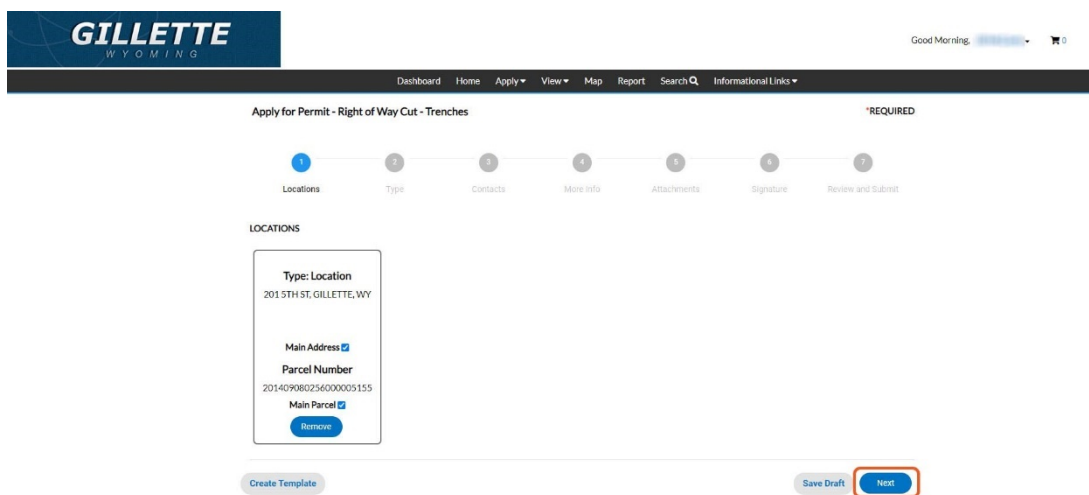 GILLETTE
WYOMING
Good Morning,
0
Dashboard Home Apply View Map Report Search Informational Links
Apply for Permit - Right of Way Cut - Trenches
*REQUIRED
1 2 3 4 5 6 7
Locations Type Contacts More Info Attachments Signature Review and Submit
LOCATIONS
Type: Location
201 5TH ST, GILLETTE, WY
Main Address
Parcel Number
201409080256000005155
Main Parcel
Remove
Create Template Save Draft Next